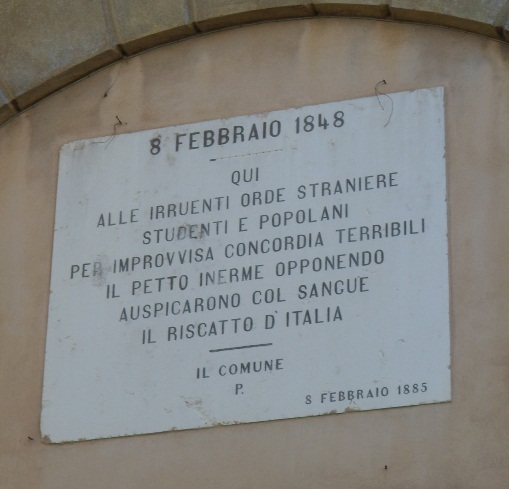 8 FEBBRAIO 1848
QUI
ALLE IRRUENTI ORDE STRANIERE
STUDENTI E POPOLANI
PER IMPROVVISA CONCORDIA TERRIBILI
IL PETTO INERME OPPONENDO
AUSPICARONO COL SANGUE
IL RISCATTO D'ITALIA
IL COMUNE
P.
8 FEBBRAIO 1885